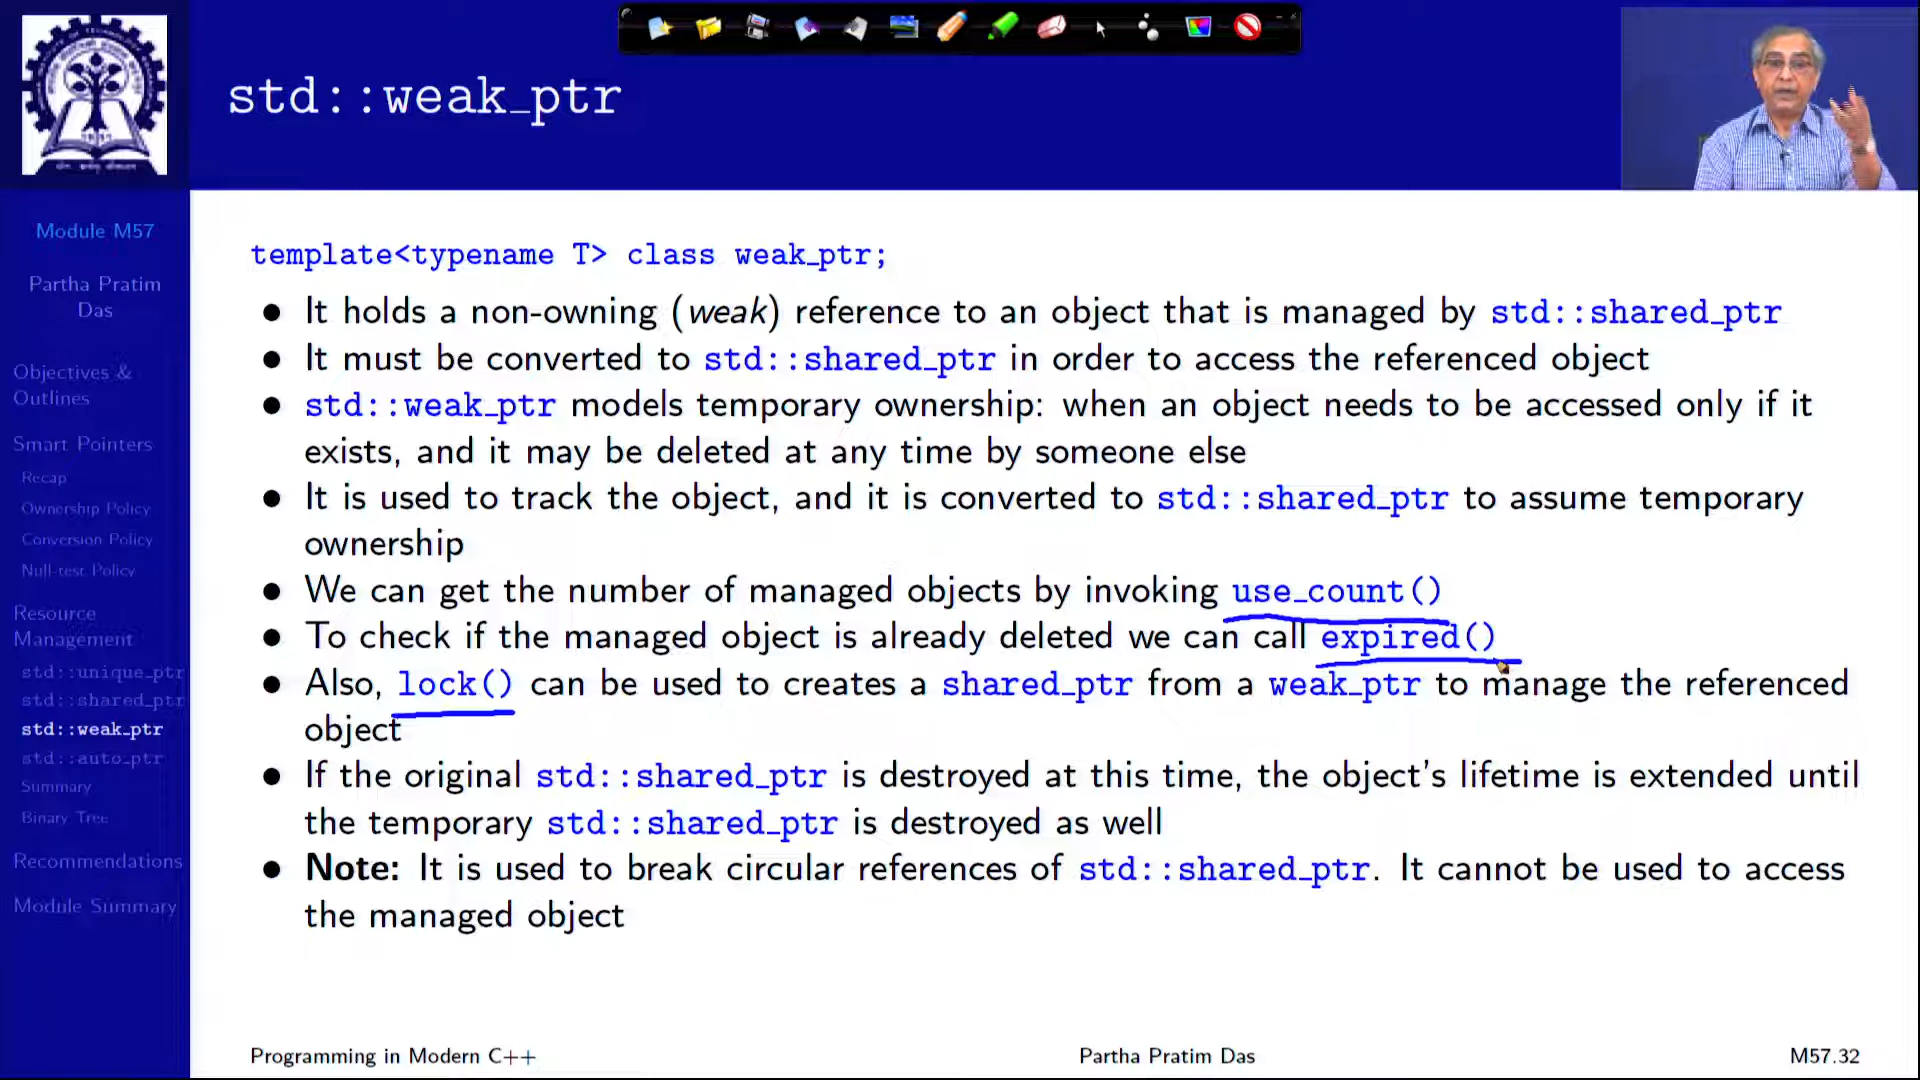 std::weak_ptr
Module M57
Partha Pratim
Das
Objectives &
Outlines
Smart Pointers
Recap
Ownership Policy
Conversion Policy
Null-test Policy
Resource
Management
std::unique_ptr
std::shared_ptr
std::weak_ptr
std::auto_ptr
Summary
Binary Tree
Recommendations
Module Summary
template<typename T> class weak_ptr;
● It holds a non-owning (weak) reference to an object that is managed by std::shared_ptr
● It must be converted to std::shared_ptr in order to access the referenced object
● std::weak_ptr models temporary ownership: when an object needs to be accessed only if it
exists, and it may be deleted at any time by someone else
● It is used to track the object, and it is converted to std::shared_ptr to assume temporary
ownership
● We can get the number of managed objects by invoking use_count()
● To check if the managed object is already deleted we can call expired()
● Also, lock() can be used to creates a shared_ptr from a weak_ptr to manage the referenced
object
● If the original std::shared_ptr is destroyed at this time, the object's lifetime is extended until
the temporary std::shared_ptr is destroyed as well
● Note: It is used to break circular references of std::shared_ptr. It cannot be used to access
the managed object
Programming in Modern C++
Partha Pratim Das
M57.32